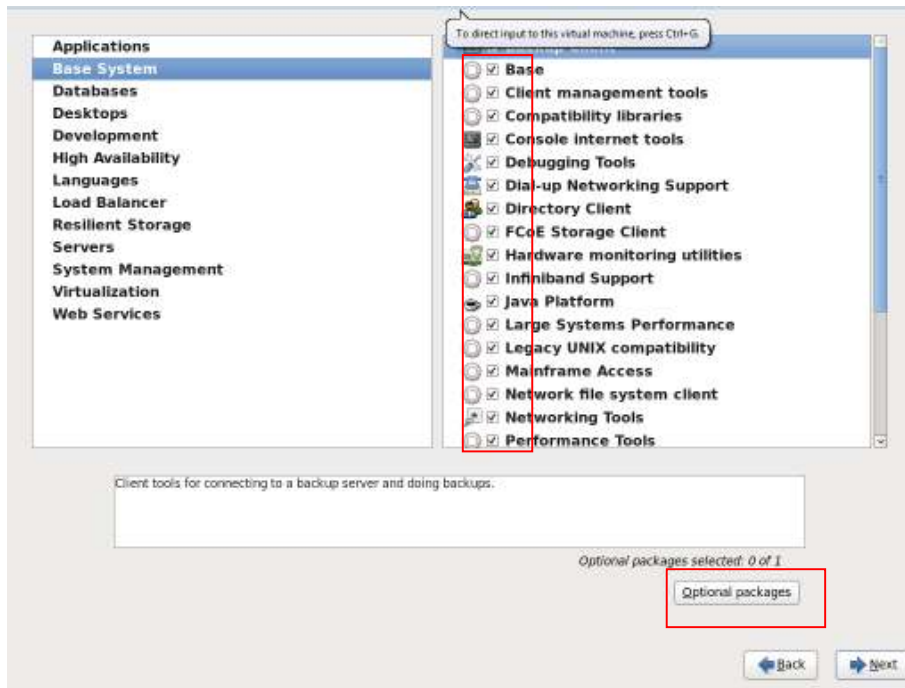 To direct input to this virtual machine, press Ctrl+G.
Applications
Base System
Databases
Desktops
Development
High Availability
Languages
Load Balancer
Resilient Storage
Servers
System Management
Virtualization
Web Services
Base
Client management tools
Compatibility libraries
Console internet tools
Debugging Tools
Dial-up Networking Support
Directory Client
FCoE Storage Client
Hardware monitoring utilities
Infiniband Support
Java Platform
Large Systems Performance
Legacy UNIX compatibility
Mainframe Access
Network file system client
Networking Tools
Performance Tools
Client tools for connecting to a backup server and doing backups.
Optional packages selected: 0 of 1
Optional packages
Back
Next